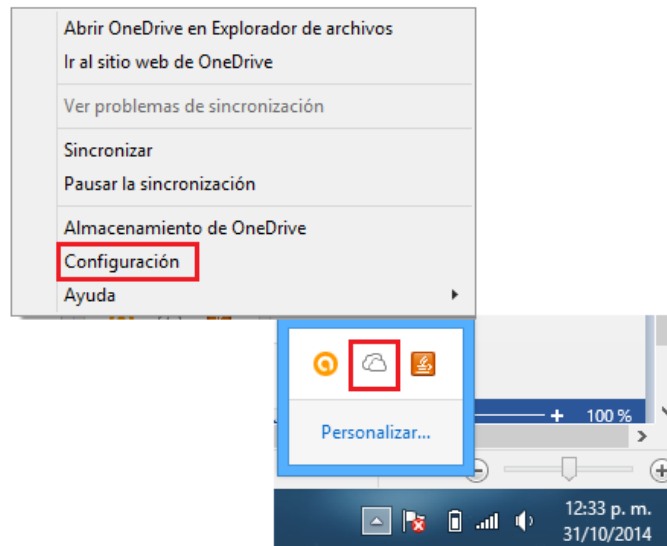 Abrir OneDrive en Explorador de archivos
Ir al sitio web de OneDrive
Ver problemas de sincronización
Sincronizar
Pausar la sincronización
Almacenamiento de OneDrive
Configuración
Ayuda
100 %
Personalizar...
12:33 p. m.
31/10/2014